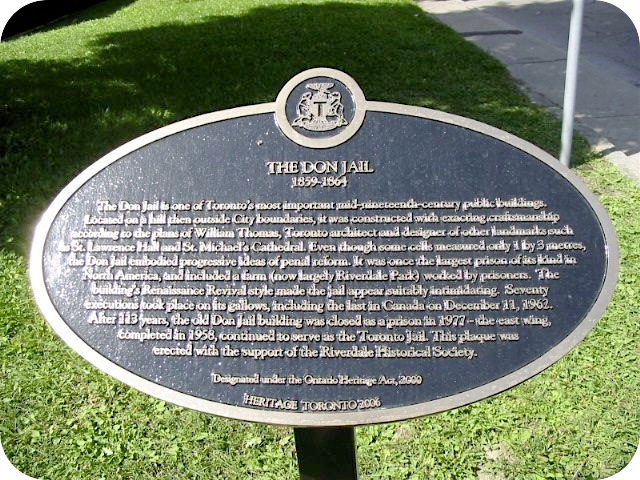 T
THE DON JAIL
1859-1864
The Don Jail is one of Toronto's most important mid-nineteenth-century public buildings.
Located on a hill then outside City boundaries, it was constructed with exacting craftsmanship
according to the plans of William Thomas, Toronto architect and designer of other landmarks such
as St. Lawrence Hall and St. Michael's Cathedral. Even though some cells measured only 1 by 3 metres,
the Don Jail embodied progressive ideas of penal reform. It was once the largest prison of its kind in
North America, and included a farm (now largely Riverdale Park) worked by prisoners. The
building's Renaissance Revival style made the jail appear suitably intimidating. Seventy
executions took place on its gallows, including the last in Canada on December 11, 1962.
After 113 years, the old Don Jail building was closed as a prison in 1977 – the east wing,
completed in 1958, continued to serve as the Toronto Jail. This plaque was
erected with the support of the Riverdale Historical Society.
Designated under the Ontario Heritage Act, 2000
HERITAGE TORONTO 2006